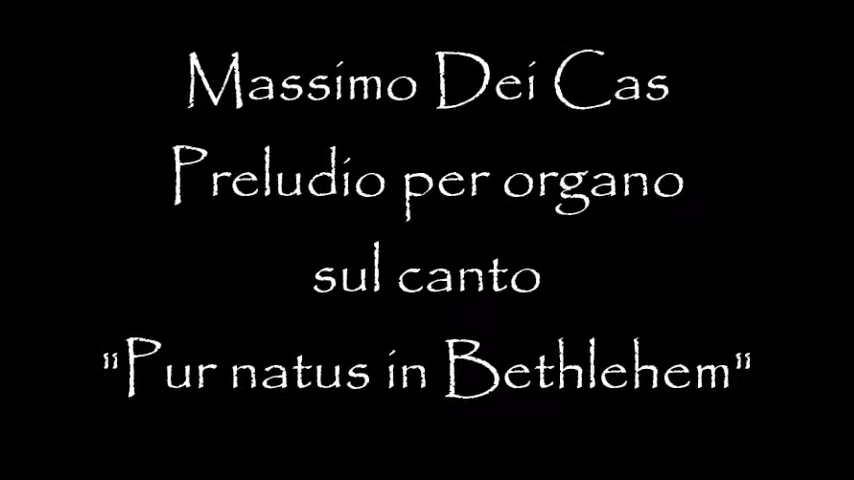 Massimo Dei Cas
Preludio per organo
sul canto
"Pur natus in Bethlehem"